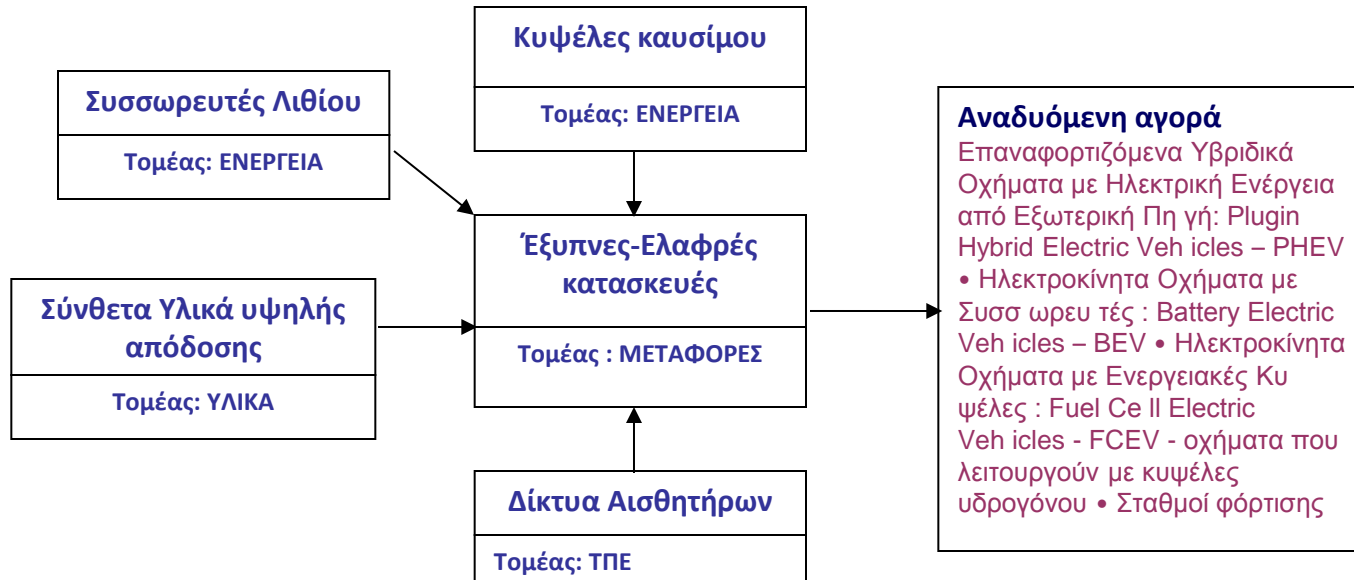 Κυψέλες καυσίμου
Τομέας: ΕΝΕΡΓΕΙΑ
Συσσωρευτές Λιθίου
Τομέας: ΕΝΕΡΓΕΙΑ
Έξυπνες-Ελαφρές
κατασκευές
Τομέας : ΜΕΤΑΦΟΡΕΣ
Σύνθετα Υλικά υψηλής
απόδοσης
Τομέας: ΥΛΙΚΑ
Δίκτυα Αισθητήρων
Τομέας: ΤΠΕ
Αναδυόμενη αγορά
Επαναφορτιζόμενα Υβριδικά
Οχήματα με Ηλεκτρική Ενέργεια
από Εξωτερική Πη γή: Plugin
Hybrid Electric Veh icles – PHEV
• Ηλεκτροκίνητα Οχήματα με
Συσσ ωρευ τές : Battery Electric
Veh icles – BEV • Ηλεκτροκίνητα
Οχήματα με Ενεργειακές Κυ
ψέλες : Fuel Ce ll Electric
Veh icles - FCEV - οχήματα που
λειτουργούν με κυψέλες
υδρογόνου • Σταθμοί φόρτισης